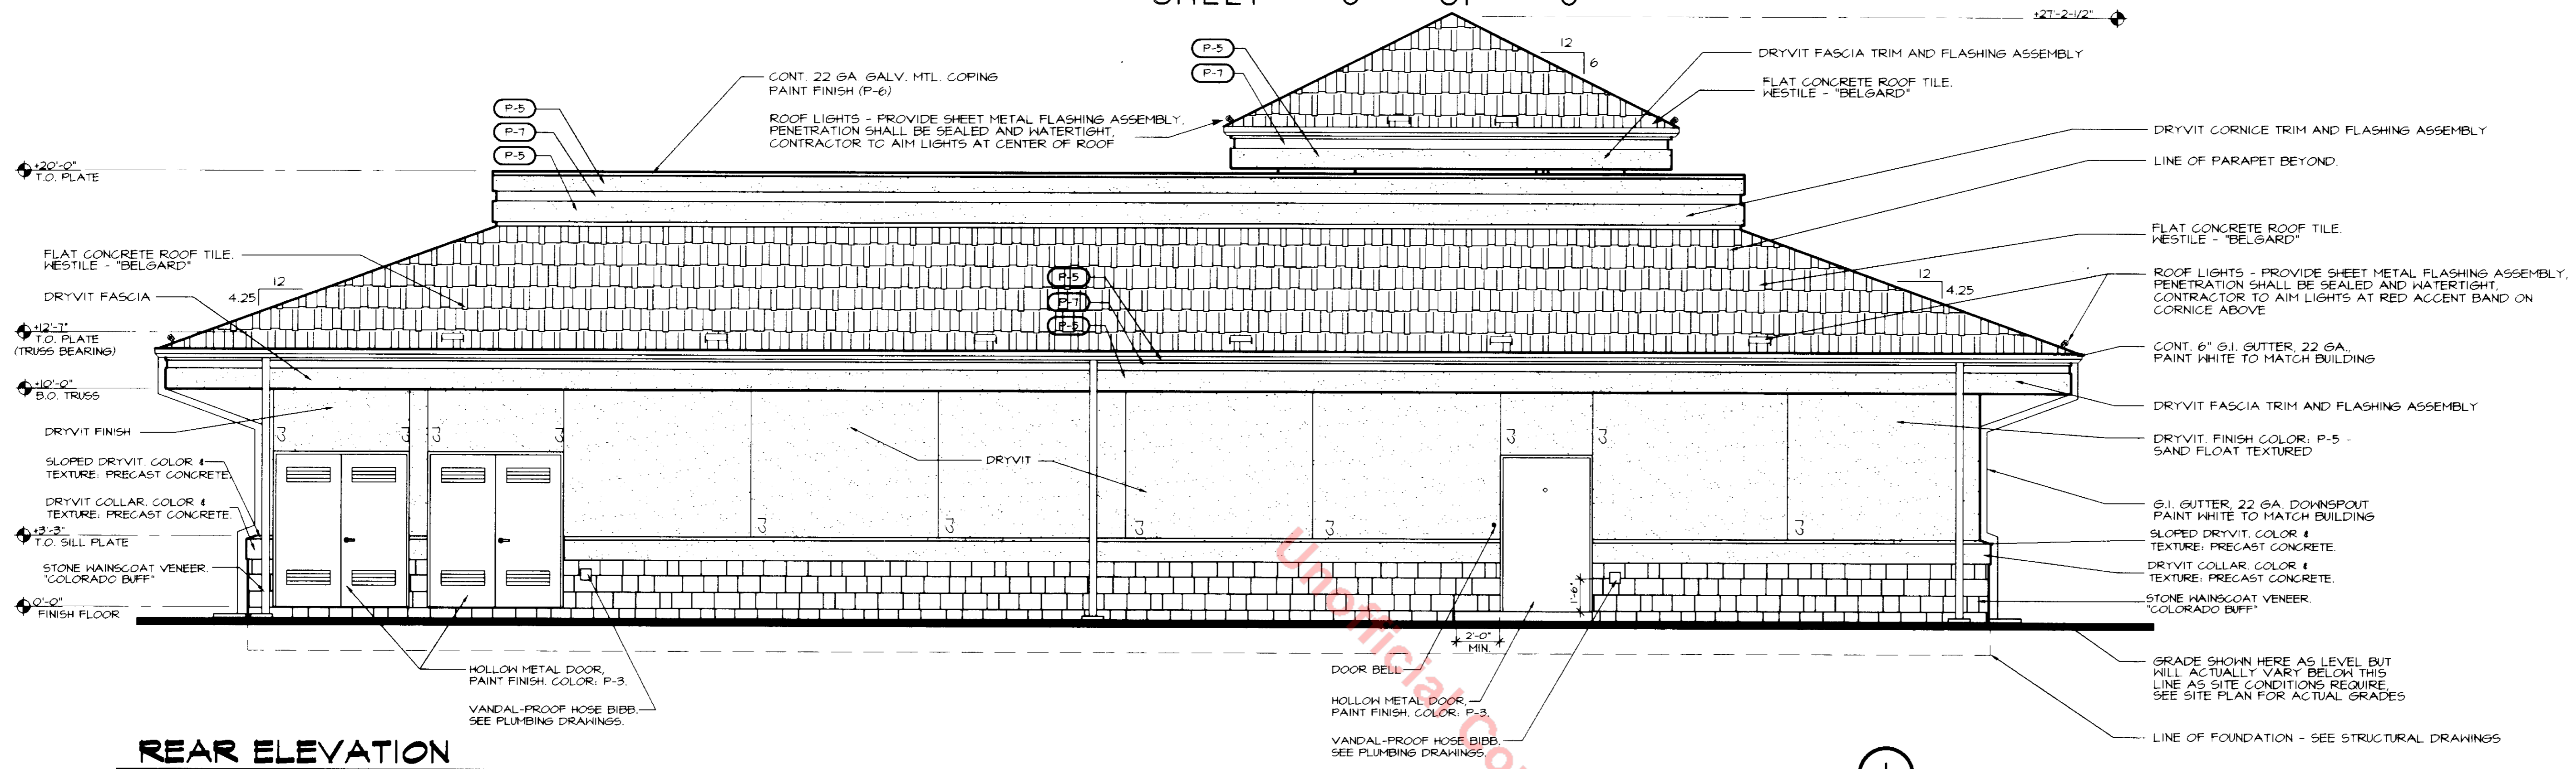 +27'-2-1/2"
P-5
P-7
12
6
DRYVIT FASCIA TRIM AND FLASHING ASSEMBLY
FLAT CONCRETE ROOF TILE.
WESTILE - "BELGARD"
CONT. 22 GA. GALV. MTL. COPING
PAINT FINISH (P-6)
P-5
P-7
P-5
ROOF LIGHTS - PROVIDE SHEET METAL FLASHING ASSEMBLY,
PENETRATION SHALL BE SEALED AND WATERTIGHT,
CONTRACTOR TO AIM LIGHTS AT CENTER OF ROOF
DRYVIT CORNICE TRIM AND FLASHING ASSEMBLY
LINE OF PARAPET BEYOND.
+20'-0"
T.O. PLATE
FLAT CONCRETE ROOF TILE.
WESTILE - "BELGARD"
12
4.25
DRYVIT FASCIA
+12'-7"
T.O. PLATE
(TRUSS BEARING)
P-5
P-7
P-5
12
4.25
FLAT CONCRETE ROOF TILE.
WESTILE - "BELGARD"
ROOF LIGHTS - PROVIDE SHEET METAL FLASHING ASSEMBLY,
PENETRATION SHALL BE SEALED AND WATERTIGHT,
CONTRACTOR TO AIM LIGHTS AT RED ACCENT BAND ON
CORNICE ABOVE
CONT. 6" G.I. GUTTER, 22 GA.,
PAINT WHITE TO MATCH BUILDING
+10'-0"
B.O. TRUSS
DRYVIT FASCIA TRIM AND FLASHING ASSEMBLY
DRYVIT FINISH
DRYVIT
DRYVIT. FINISH COLOR: P-5 -
SAND FLOAT TEXTURED
SLOPED DRYVIT. COLOR &
TEXTURE: PRECAST CONCRETE.
DRYVIT COLLAR. COLOR &
TEXTURE: PRECAST CONCRETE.
G.I. GUTTER, 22 GA. DOWNSPOUT
PAINT WHITE TO MATCH BUILDING
+3'-3"
T.O. SILL PLATE
SLOPED DRYVIT. COLOR &
TEXTURE: PRECAST CONCRETE.
DRYVIT COLLAR. COLOR &
TEXTURE: PRECAST CONCRETE.
STONE WAINSCOAT VENEER.
"COLORADO BUFF"
STONE WAINSCOAT VENEER.
"COLORADO BUFF"
0'-0"
FINISH FLOOR
1'-6"
2'-0"
MIN.
HOLLOW METAL DOOR,
PAINT FINISH. COLOR: P-3.
VANDAL-PROOF HOSE BIBB.
SEE PLUMBING DRAWINGS.
DOOR BELL
HOLLOW METAL DOOR,
PAINT FINISH. COLOR: P-3.
VANDAL-PROOF HOSE BIBB.
SEE PLUMBING DRAWINGS.
GRADE SHOWN HERE AS LEVEL BUT
WILL ACTUALLY VARY BELOW THIS
LINE AS SITE CONDITIONS REQUIRE,
SEE SITE PLAN FOR ACTUAL GRADES
LINE OF FOUNDATION - SEE STRUCTURAL DRAWINGS
REAR ELEVATION
Unofficial Co